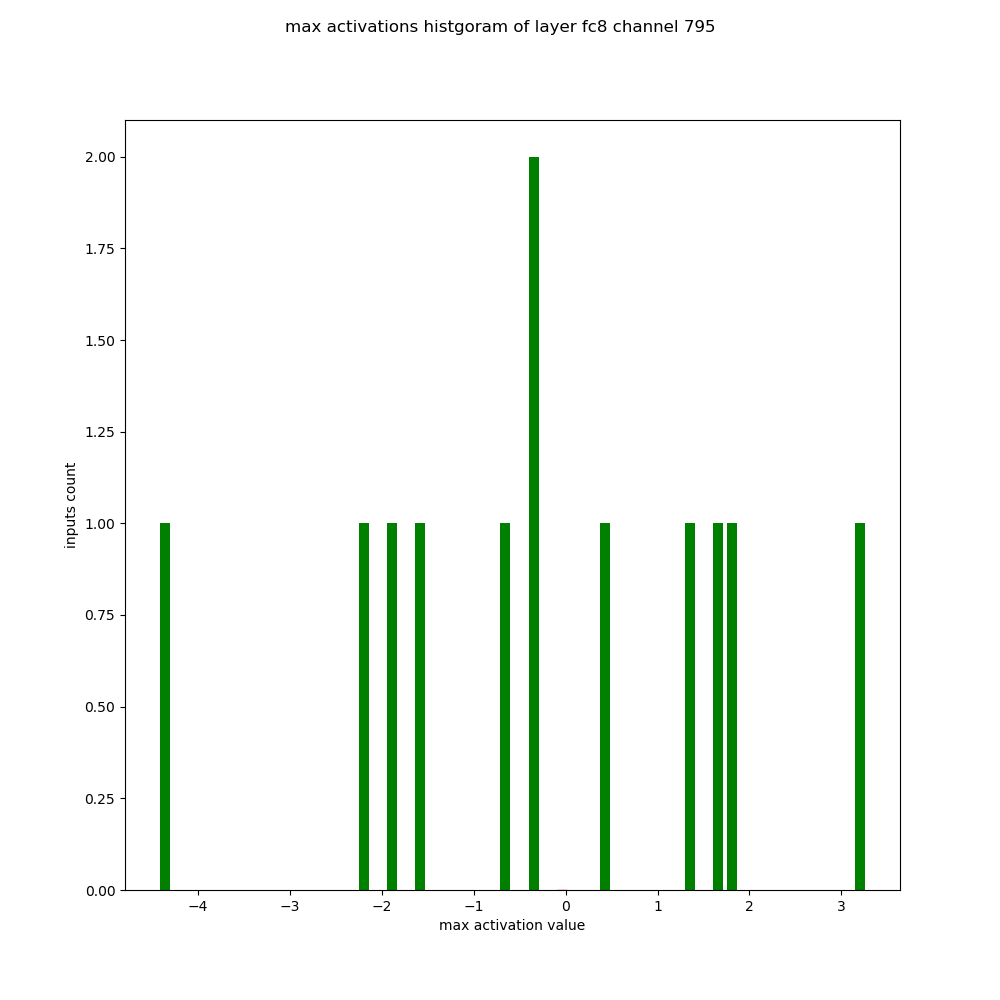 max activations histgoram of layer fc8 channel 795
2.00
1.75
1.50
1.25
1.00
0.75
0.50
0.25
0.00
inputs count
−4 −3 −2 −1 0 1 2 3
max activation value